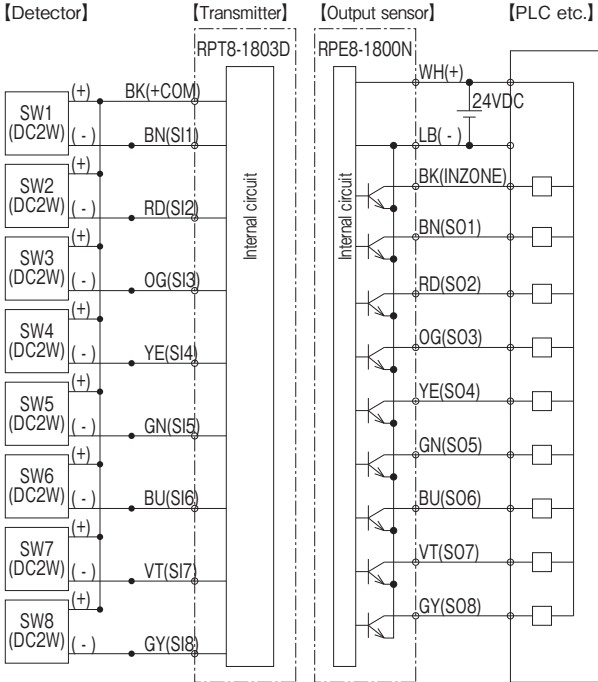 【Detector】 【Transmitter】 【Output sensor】 【PLC etc.】
RPT8-1803D RPE8-1800N
(+) BK(+COM) WH(+)
SW1
(DC2W)
24VDC
(-) BN(SI1) LB(-)
(+)
SW2
(DC2W)
BK(INZONE)
(-) RD(SI2)
Internal circuit Internal circuit
(+) BN(SO1)
SW3
(DC2W)
(-) OG(SI3) RD(SO2)
(+)
SW4
(DC2W)
OG(SO3)
(-) YE(SI4)
(+) YE(SO4)
SW5
(DC2W)
(-) GN(SI5) GN(SO5)
(+)
SW6
(DC2W)
(-) BU(SI6) BU(SO6)
(+)
SW7
(DC2W)
VT(SO7)
(-) VT(SI7)
(+) GY(SO8)
SW8
(DC2W)
(-) GY(SI8)